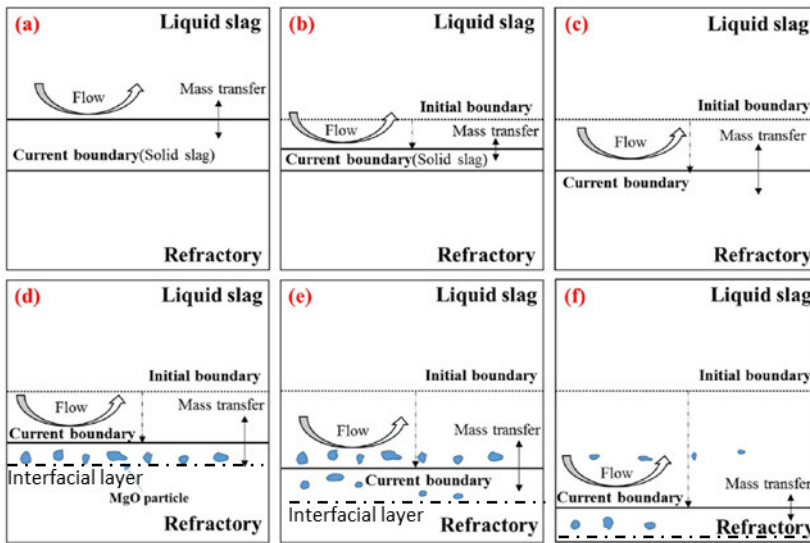 (a)
Liquid slag
Flow
Mass transfer
Current boundary(Solid slag)
Refractory
(b)
Liquid slag
Initial boundary
Flow
Mass transfer
Current boundary(Solid slag)
Refractory
(c)
Liquid slag
Initial boundary
Flow
Mass transfer
Current boundary
Refractory
(d)
Liquid slag
Initial boundary
Flow
Mass transfer
Current boundary
Interfacial layer
MgO particle
Refractory
(e)
Liquid slag
Initial boundary
Flow
Mass transfer
Current boundary
Interfacial layer
Refractory
(f)
Liquid slag
Initial boundary
Flow
Mass transfer
Current boundary
Refractory